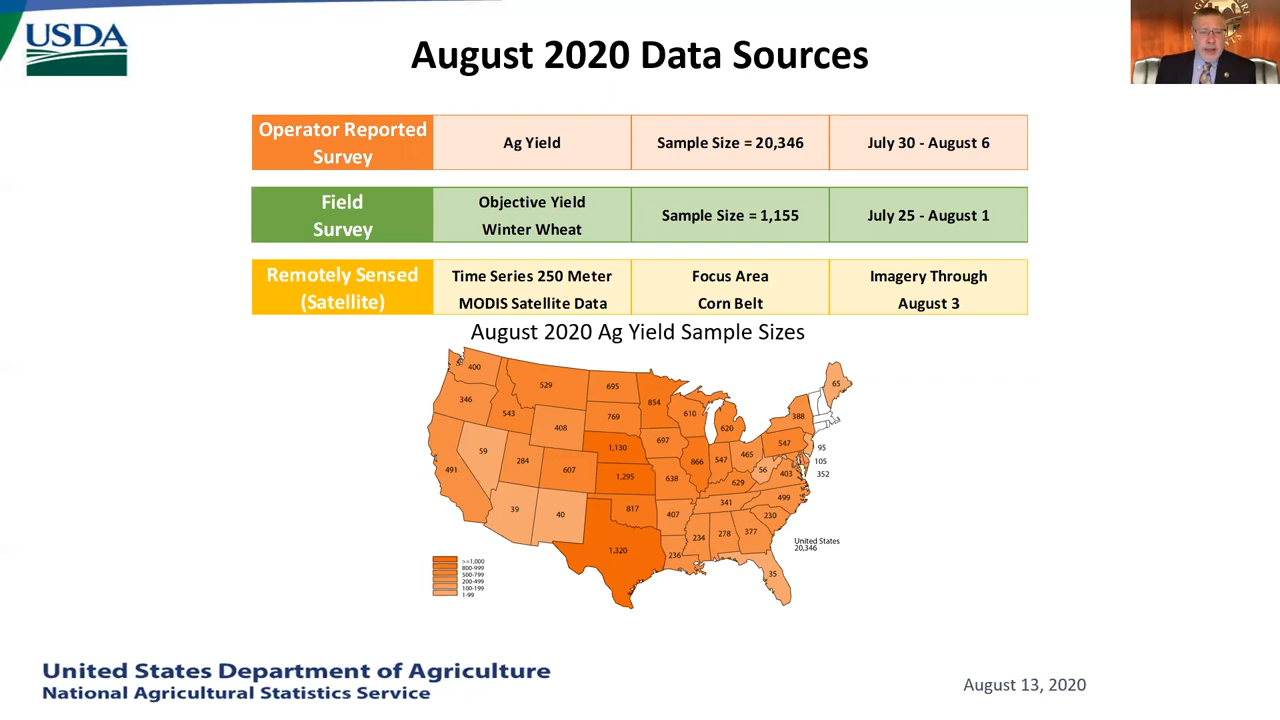 USDA
August 2020 Data Sources
Operator Reported
Survey
Ag Yield
Sample Size = 20,346
July 30 - August 6
Field
Survey
Objective Yield
Winter Wheat
Sample Size = 1,155
July 25 - August 1
Remotely Sensed
(Satellite)
Time Series 250 Meter
MODIS Satellite Data
Focus Area
Corn Belt
Imagery Through
August 3
August 2020 Ag Yield Sample Sizes
400
529
695
854
610
620
388
65
346
543
408
769
697
1,130
59
284
607
491
1,295
638
866
547
465
547
95
105
352
56
403
629
499
341
39
40
817
407
230
234
278
377
1,320
236
35
United States
20,346
>=1,000
800-999
500-799
200-499
100-199
1-99
United States Department of Agriculture
National Agricultural Statistics Service
August 13, 2020